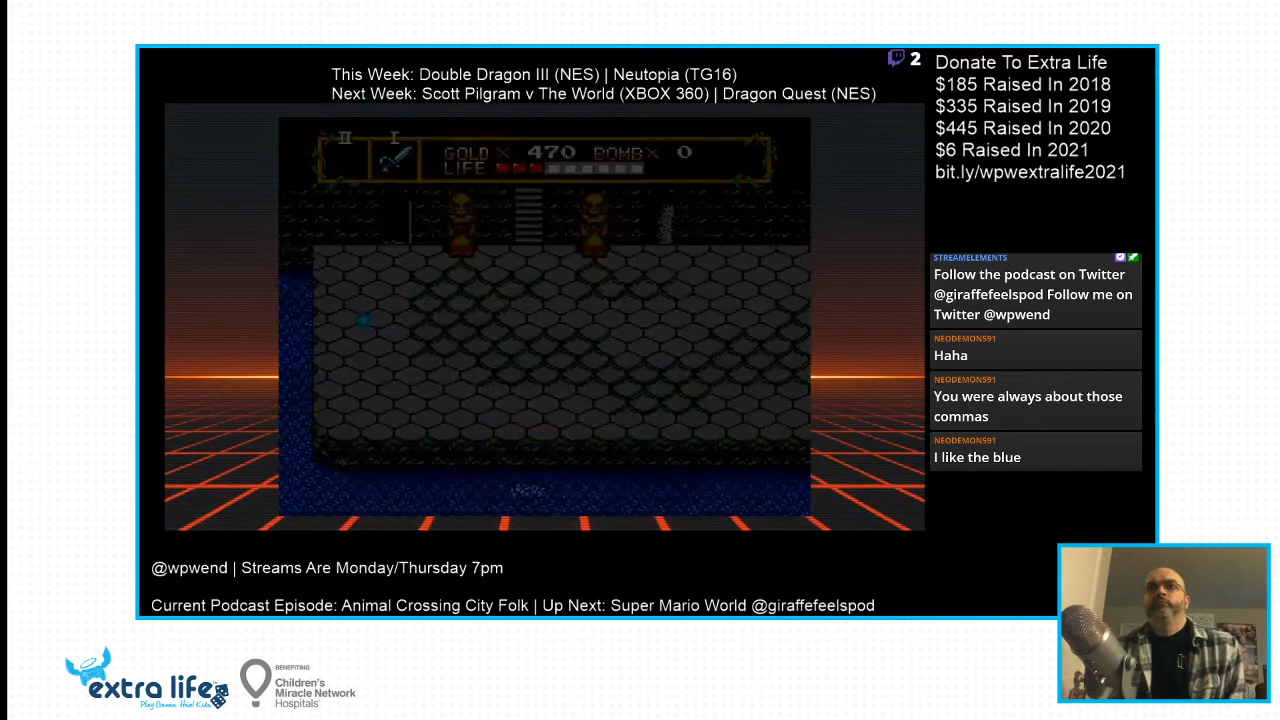 This Week: Double Dragon III (NES) | Neutopia (TG16)
Next Week: Scott Pilgram v The World (XBOX 360) | Dragon Quest (NES)
2
Donate To Extra Life
$185 Raised In 2018
$335 Raised In 2019
$445 Raised In 2020
$6 Raised In 2021
bit.ly/wpwextralife2021
II I
GOLD X 470 BOMB X 0
LIFE
STREAMELEMENTS
Follow the podcast on Twitter
@giraffefeelspod Follow me on
Twitter @wpwend
NEODEMON591
Haha
NEODEMON591
You were always about those
commas
NEODEMON591
I like the blue
@wpwend | Streams Are Monday/Thursday 7pm
Current Podcast Episode: Animal Crossing City Folk | Up Next: Super Mario World @giraffefeelspod
extra life
Play Games. Heal Kids.
BENEFITING
Children's
Miracle Network
Hospitals